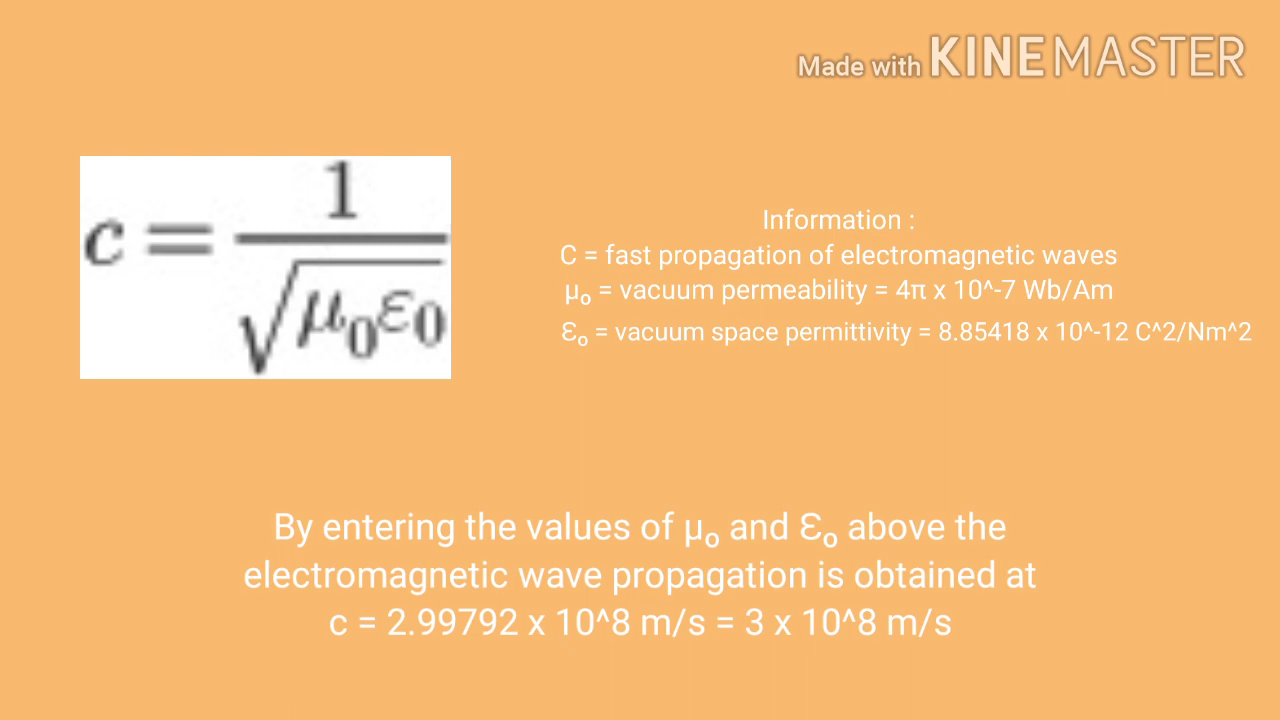 Made with KINEMASTER
c = 1/√μ₀ε₀
Information :
C = fast propagation of electromagnetic waves
μₒ = vacuum permeability = 4π x 10^-7 Wb/Am
Ɛₒ = vacuum space permittivity = 8.85418 x 10^-12 C^2/Nm^2
By entering the values of μₒ and Ɛₒ above the
electromagnetic wave propagation is obtained at
c = 2.99792 x 10^8 m/s = 3 x 10^8 m/s